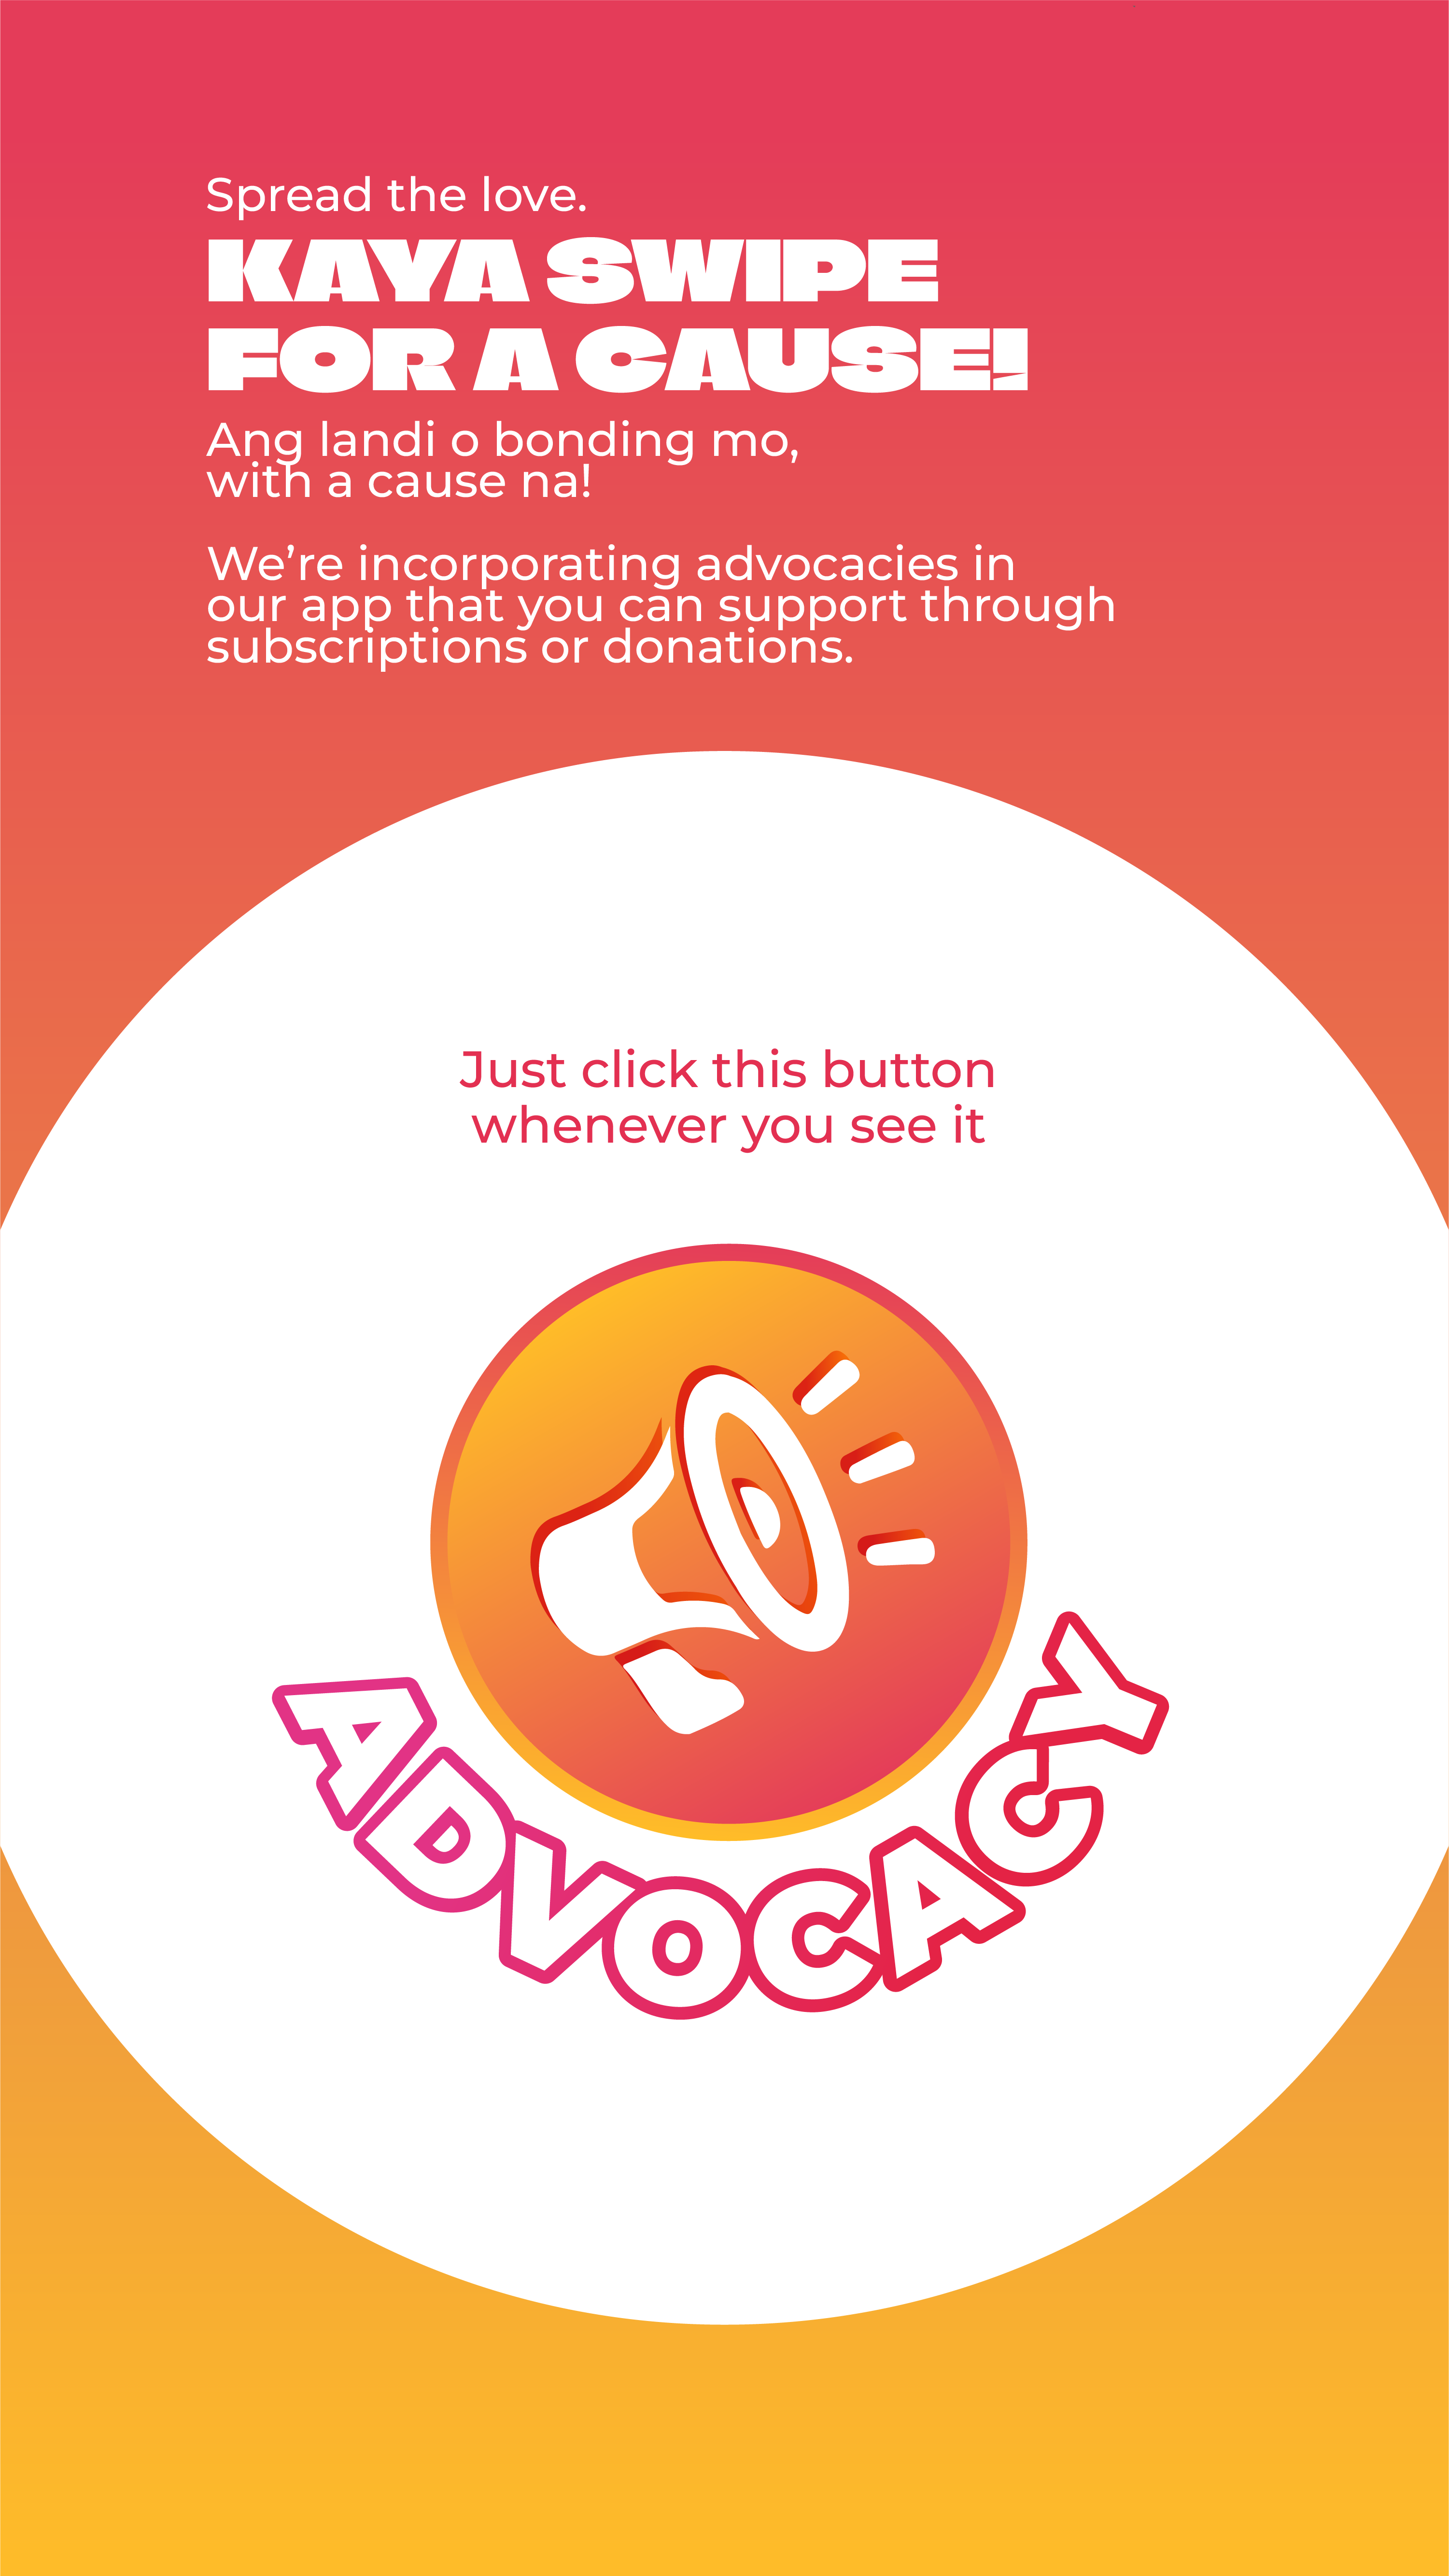 Spread the love.
KAYA SWIPE
FOR A CAUSE!
Ang landi o bonding mo,
with a cause na!
We’re incorporating advocacies in
our app that you can support through
subscriptions or donations.
Just click this button
whenever you see it
ADVOCACY